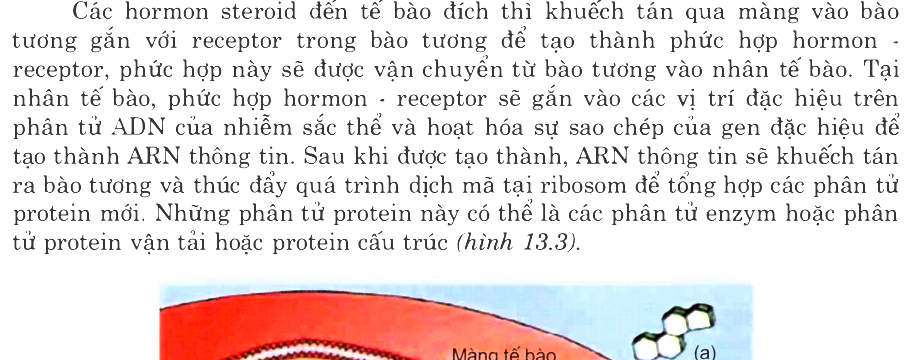 Các hormon steroid đến tế bào đích thì khuếch tán qua màng vào bào
tương gắn với receptor trong bào tương để tạo thành phức hợp hormon -
receptor, phức hợp này sẽ được vận chuyển từ bào tương vào nhân tế bào. Tại
nhân tế bào, phức hợp hormon - receptor sẽ gắn vào các vị trí đặc hiệu trên
phân tử ADN của nhiễm sắc thể và hoạt hóa sự sao chép của gen đặc hiệu để
tạo thành ARN thông tin. Sau khi được tạo thành, ARN thông tin sẽ khuếch tán
ra bào tương và thúc đẩy quá trình dịch mã tại ribosom để tổng hợp các phân tử
protein mới. Những phân tử protein này có thể là các phân tử enzym hoặc phân
tử protein vận tải hoặc protein cấu trúc (hình 13.3).
(a)
Màng tế bào